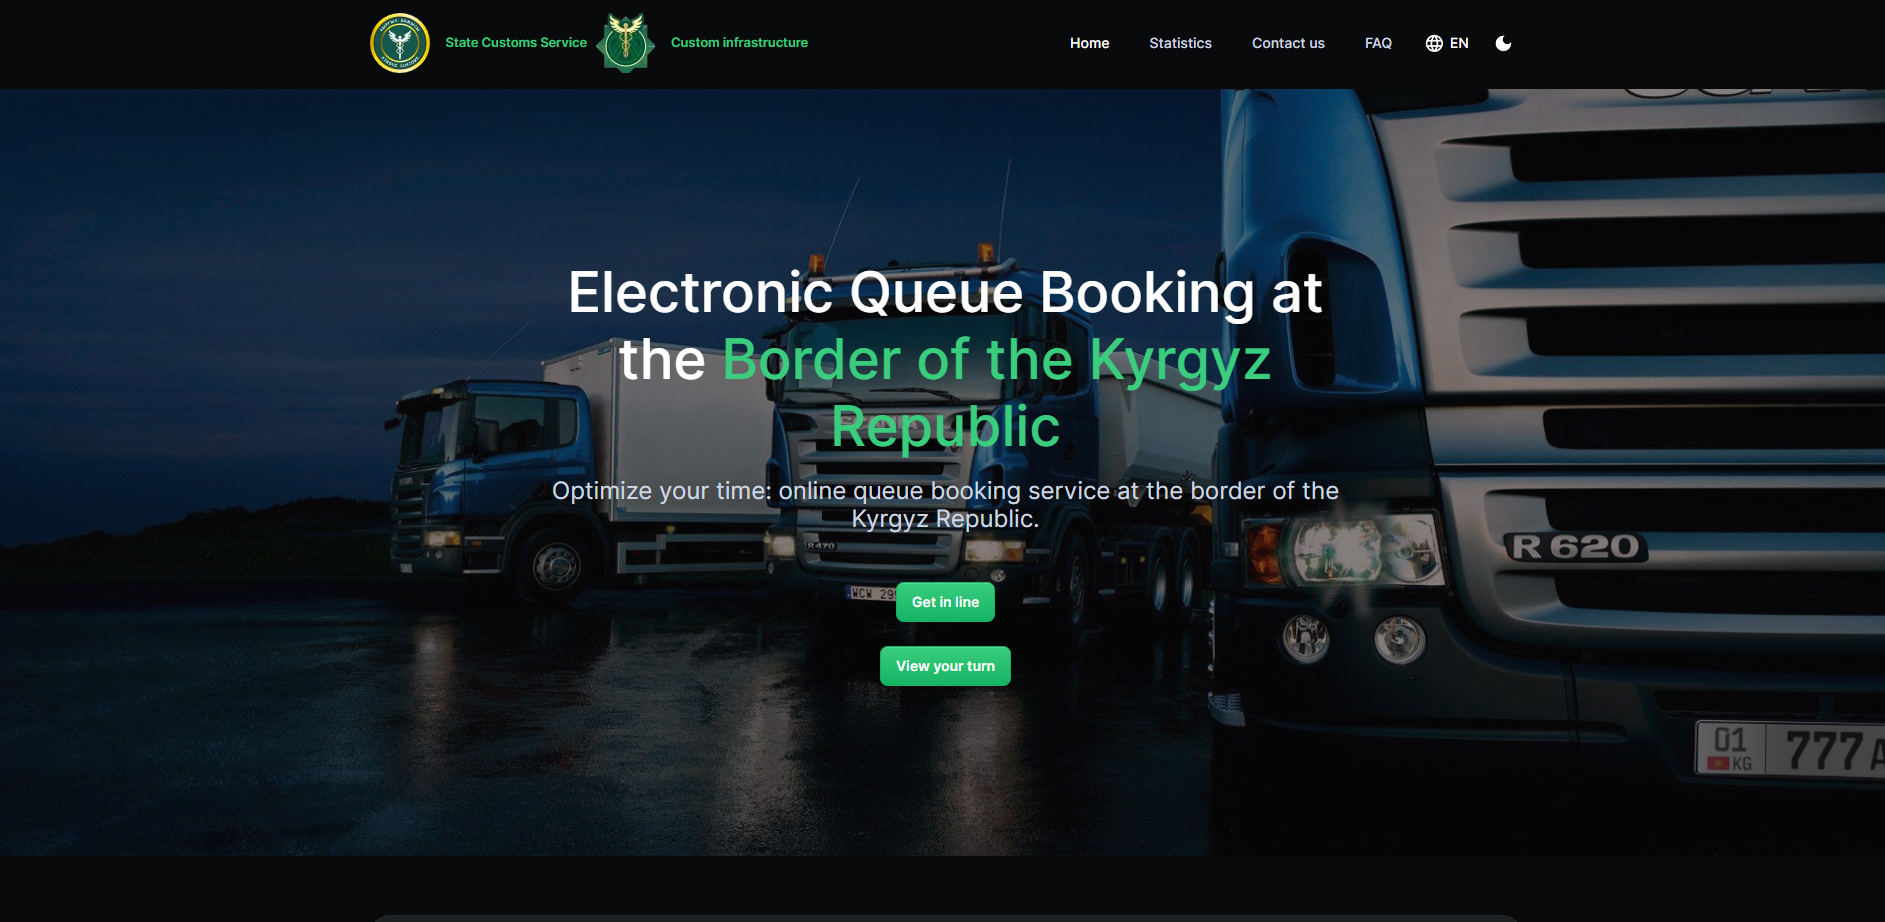 State Customs Service
Custom infrastructure
Home
Statistics
Contact us
FAQ
EN
Electronic Queue Booking at
the Border of the Kyrgyz
Republic
Optimize your time: online queue booking service at the border of the
Kyrgyz Republic.
R470
R 620
WCW 29
Get in line
View your turn
01
KG
777A